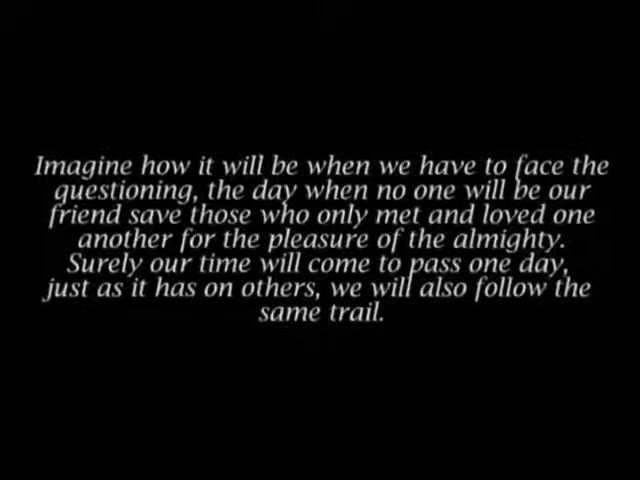 Imagine how it will be when we have to face the
questioning, the day when no one will be our
friend save those who only met and loved one
another for the pleasure of the almighty.
Surely our time will come to pass one day,
just as it has on others, we will also follow the
same trail.